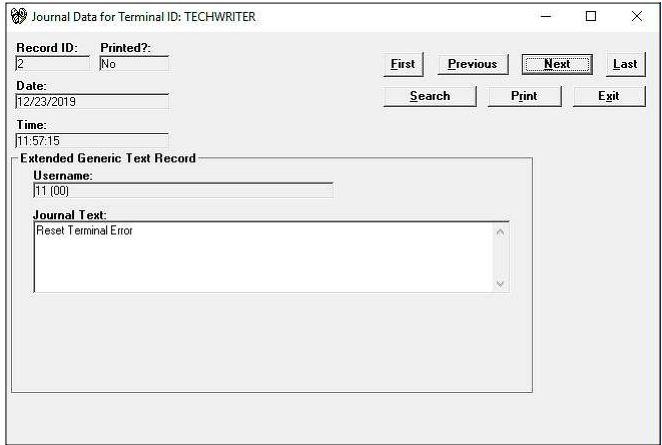 Journal Data for Terminal ID: TECHWRITER
Record ID: Printed?:
2 No
First Previous Next Last
Date:
12/23/2019
Search Print Exit
Time:
11:57:15
Extended Generic Text Record
Username:
11 (00)
Journal Text:
Reset Terminal Error